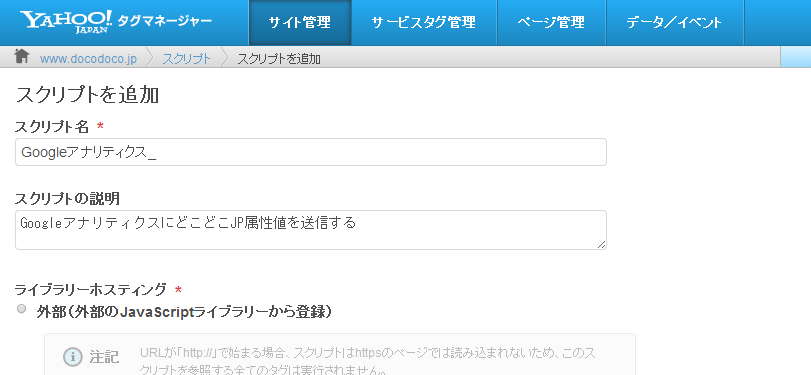 YAHOO! JAPAN タグマネージャー サイト管理 サービスタグ管理 ページ管理 データ／イベント
www.docodoco.jp スクリプト スクリプトを追加
スクリプトを追加
スクリプト名 *
Googleアナリティクス_
スクリプトの説明
GoogleアナリティクスにどこどこJP属性値を送信する
ライブラリーホスティング *
外部（外部のJavaScriptライブラリーから登録）
注記 URLが「http://」で始まる場合、スクリプトはhttpsのページでは読み込まれないため、このス
クリプトを参照する全てのタグは実行されません。